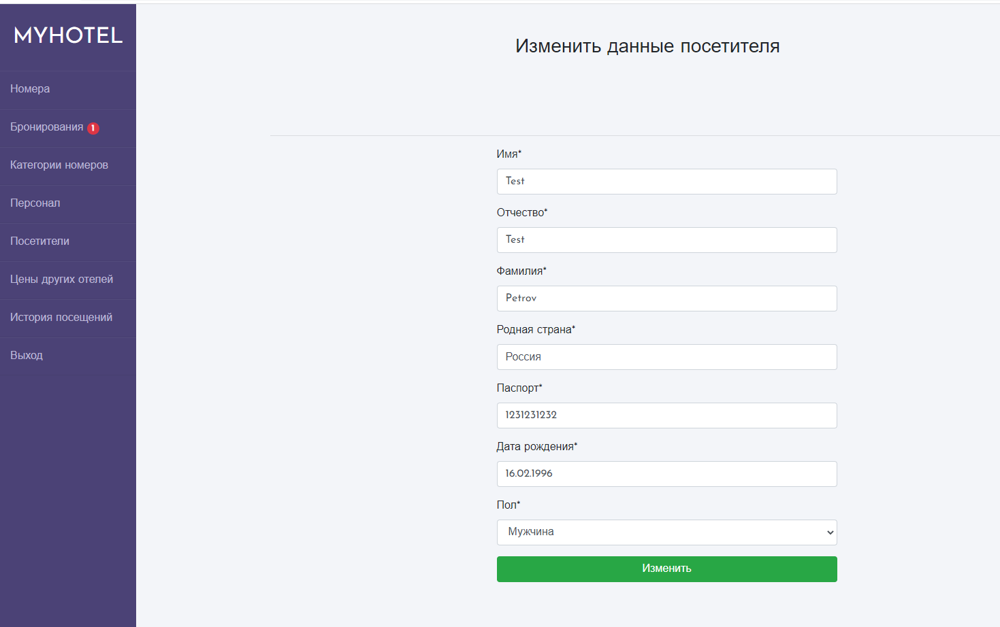 MYHOTEL
Номера
Бронирования 1
Категории номеров
Персонал
Посетители
Цены других отелей
История посещений
Выход
Изменить данные посетителя
Имя*
Test
Отчество*
Test
Фамилия*
Petrov
Родная страна*
Россия
Паспорт*
1231231232
Дата рождения*
16.02.1996
Пол*
Мужчина
Изменить